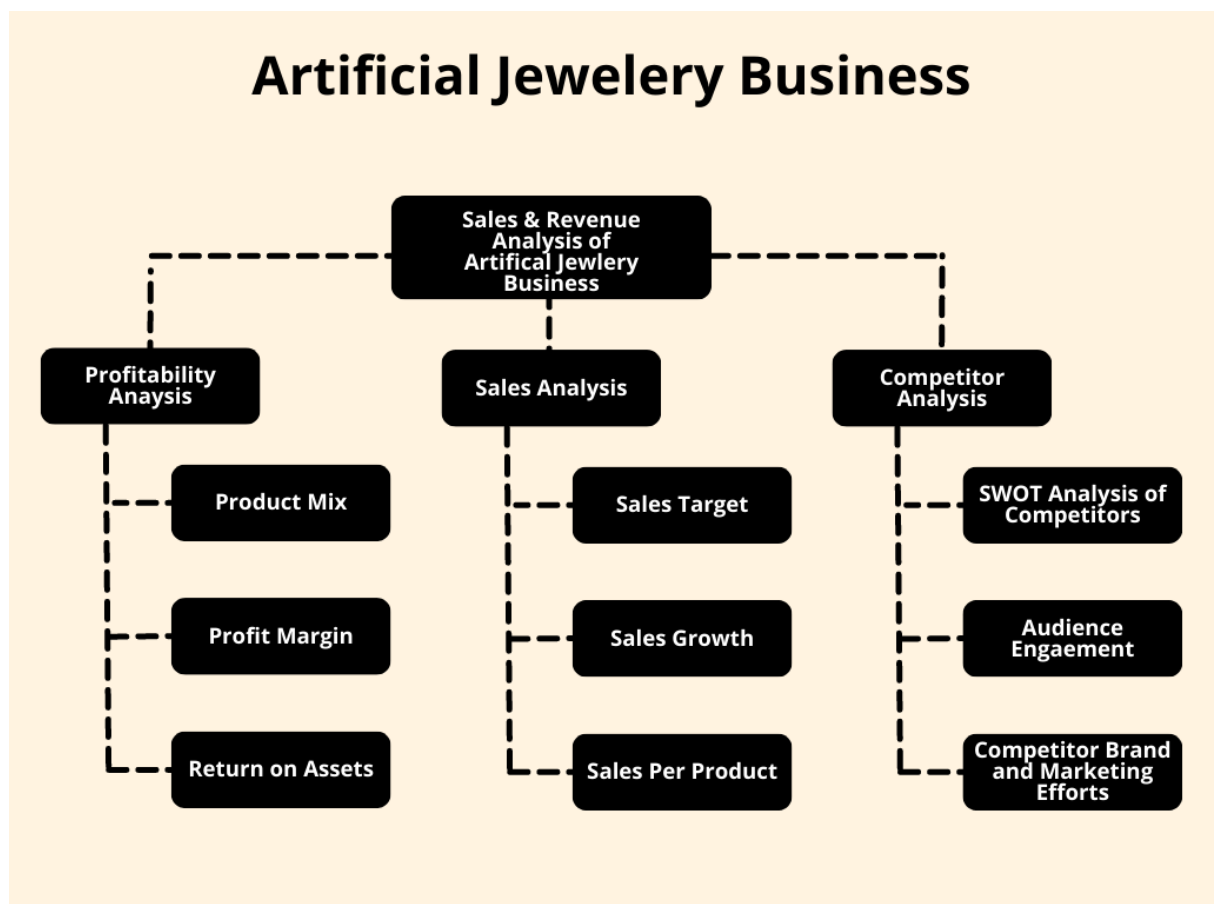 Artificial Jewelery Business
Sales & Revenue
Analysis of
Artifical Jewlery
Business
Profitability
Anaysis
Product Mix
Profit Margin
Return on Assets
Sales Analysis
Sales Target
Sales Growth
Sales Per Product
Competitor
Analysis
SWOT Analysis of
Competitors
Audience
Engaement
Competitor Brand
and Marketing
Efforts